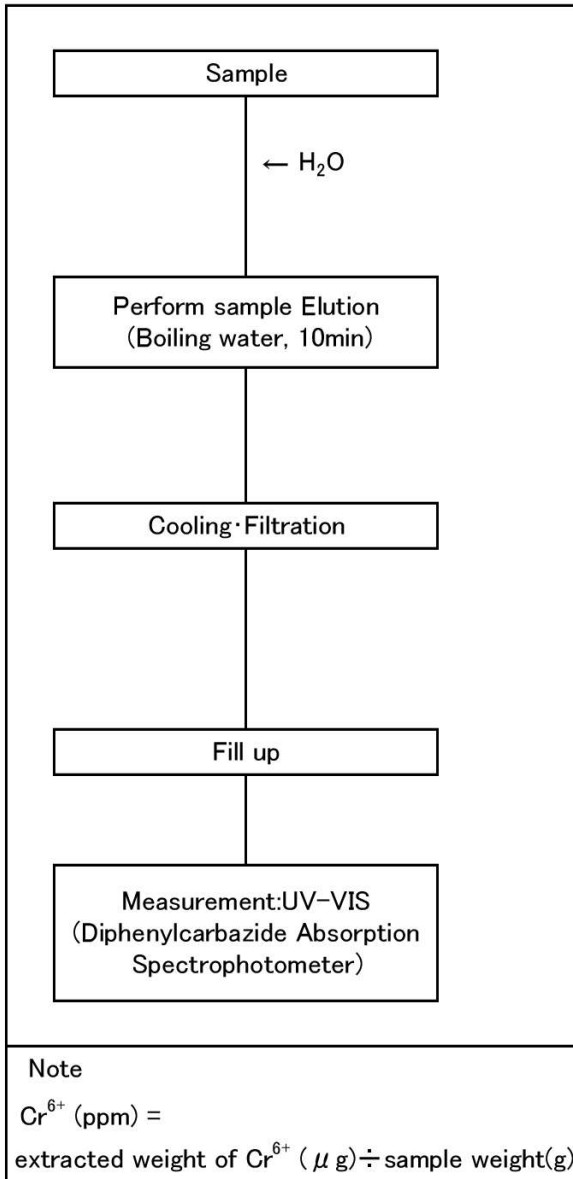 Sample
← H₂O
Perform sample Elution
(Boiling water, 10min)
Cooling・Filtration
Fill up
Measurement:UV-VIS
(Diphenylcarbazide Absorption
Spectrophotometer)
Note
Cr⁶⁺ (ppm) =
extracted weight of Cr⁶⁺ (μg)÷sample weight(g)